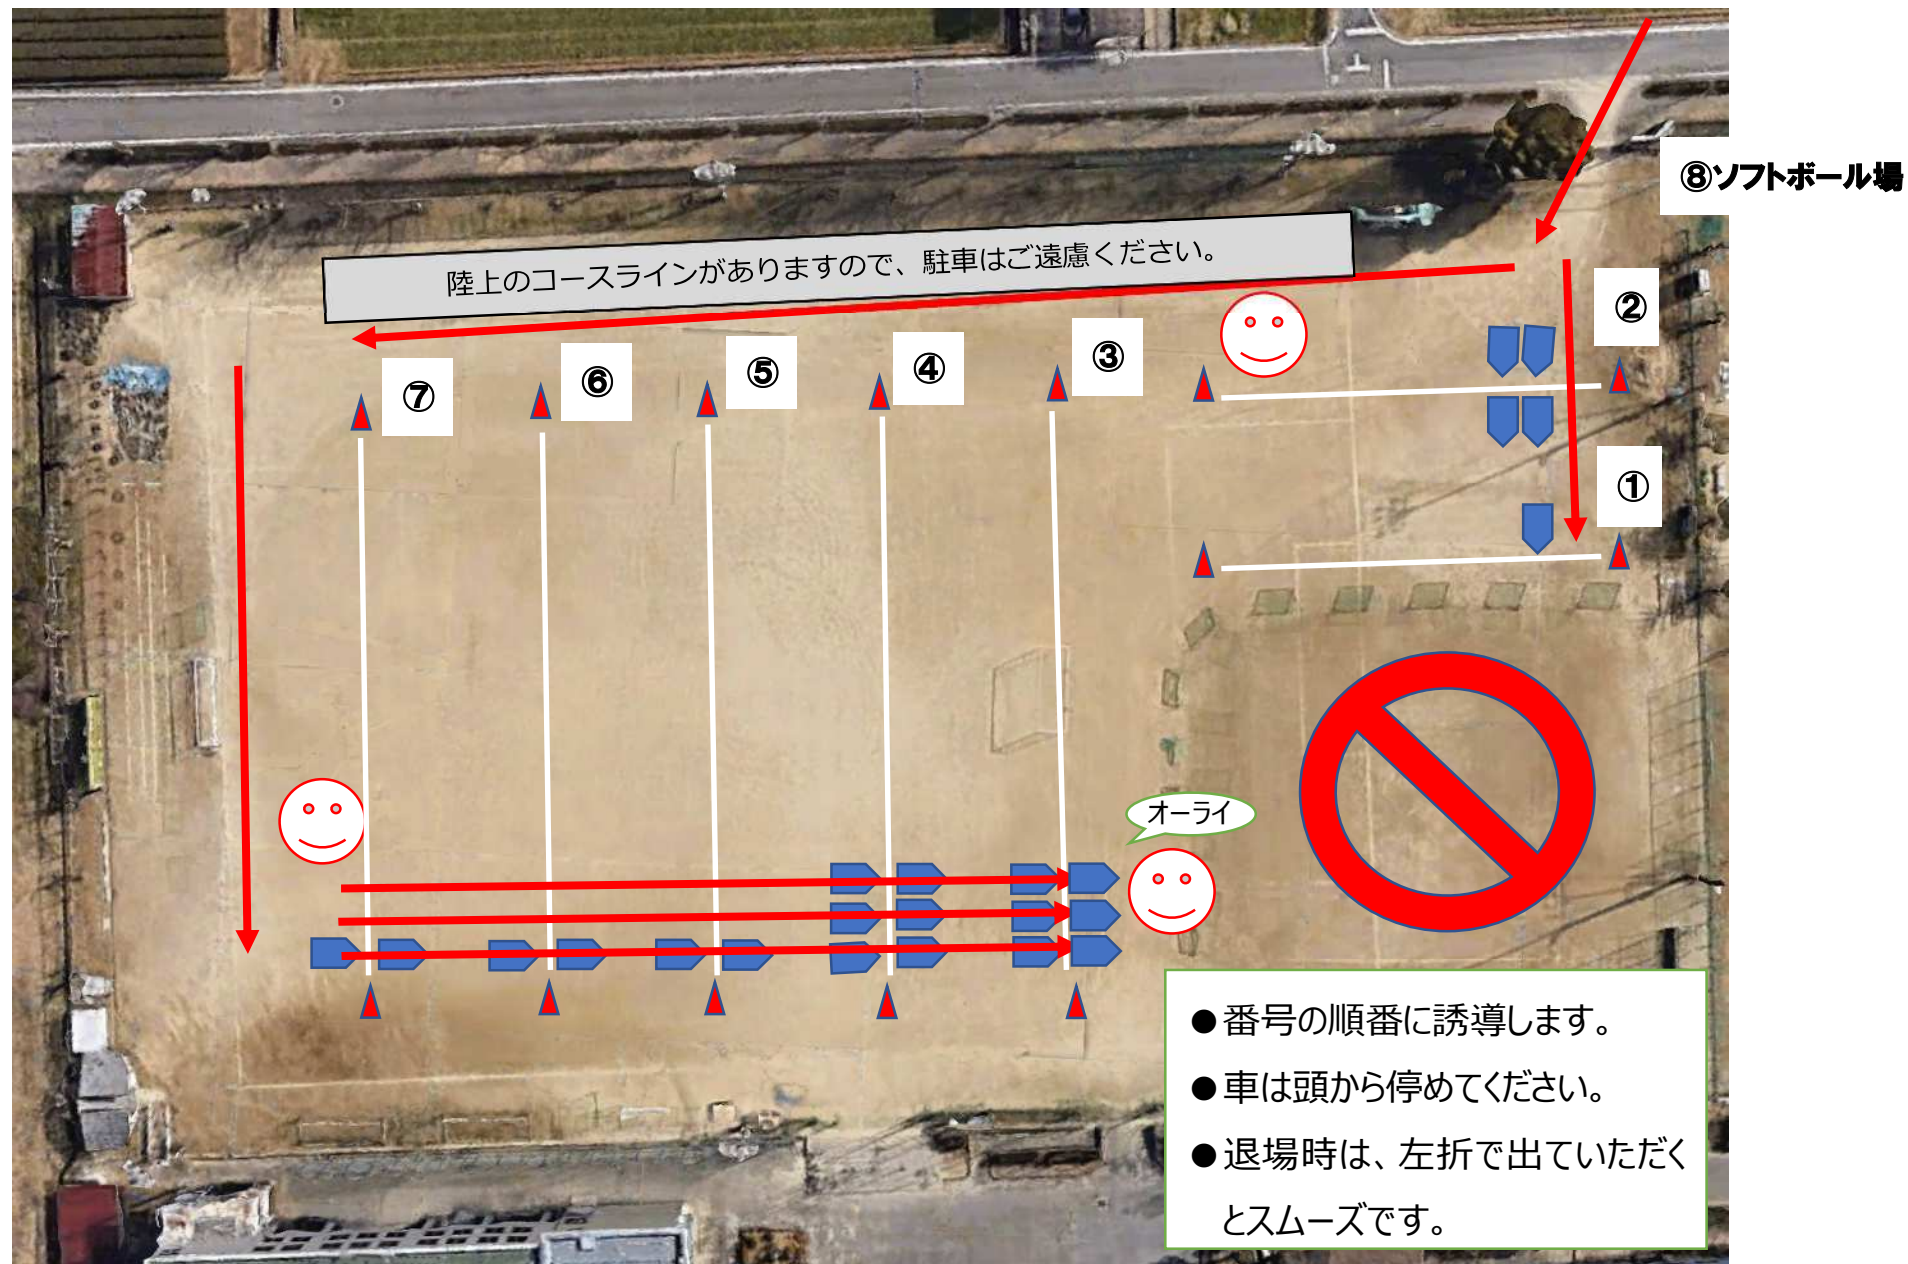 ⑧ソフトボール場
陸上のコースラインがありますので、駐車はご遠慮ください。
②
③
④
⑤
⑥
⑦
①
オーライ
●番号の順番に誘導します。
●車は頭から停めてください。
●退場時は、左折で出ていただく
とスムーズです。